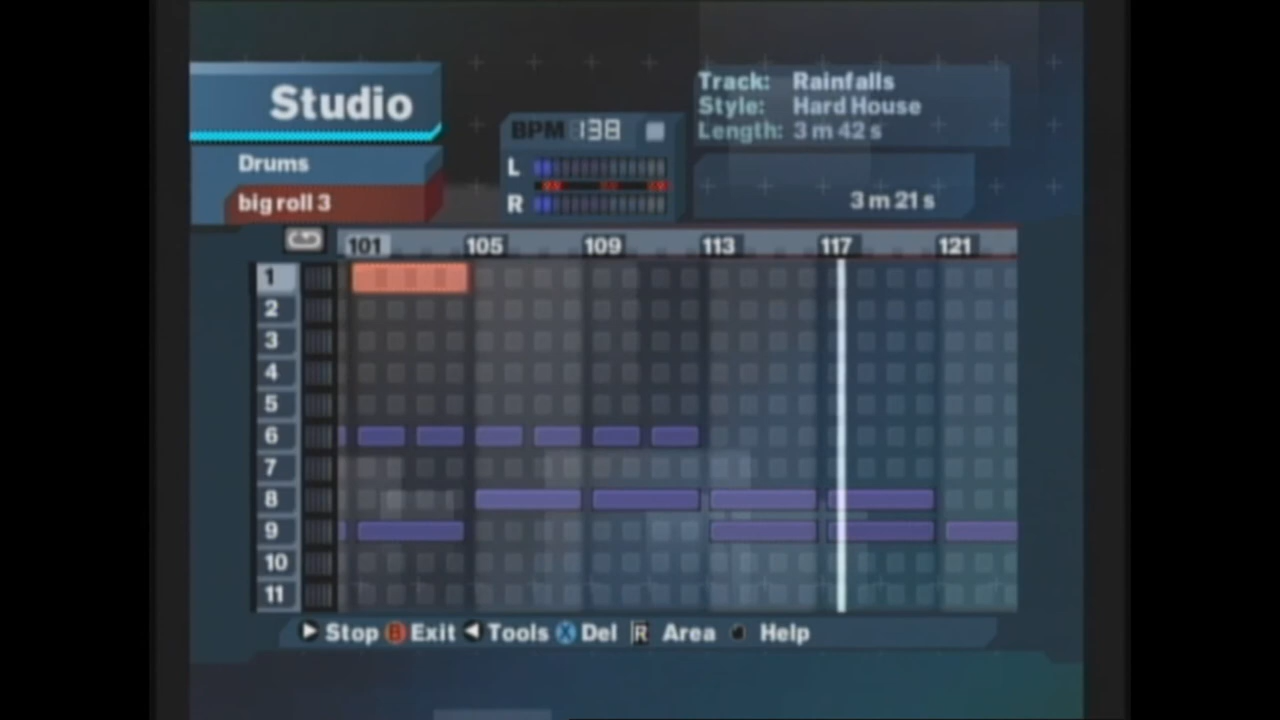 Studio
Drums
big roll 3
BPM 138
L
R
Track: Rainfalls
Style: Hard House
Length: 3 m 42 s
3 m 21 s
101 105 109 113 117 121
1
2
3
4
5
6
7
8
9
10
11
Stop B Exit Tools X Del R Area Help